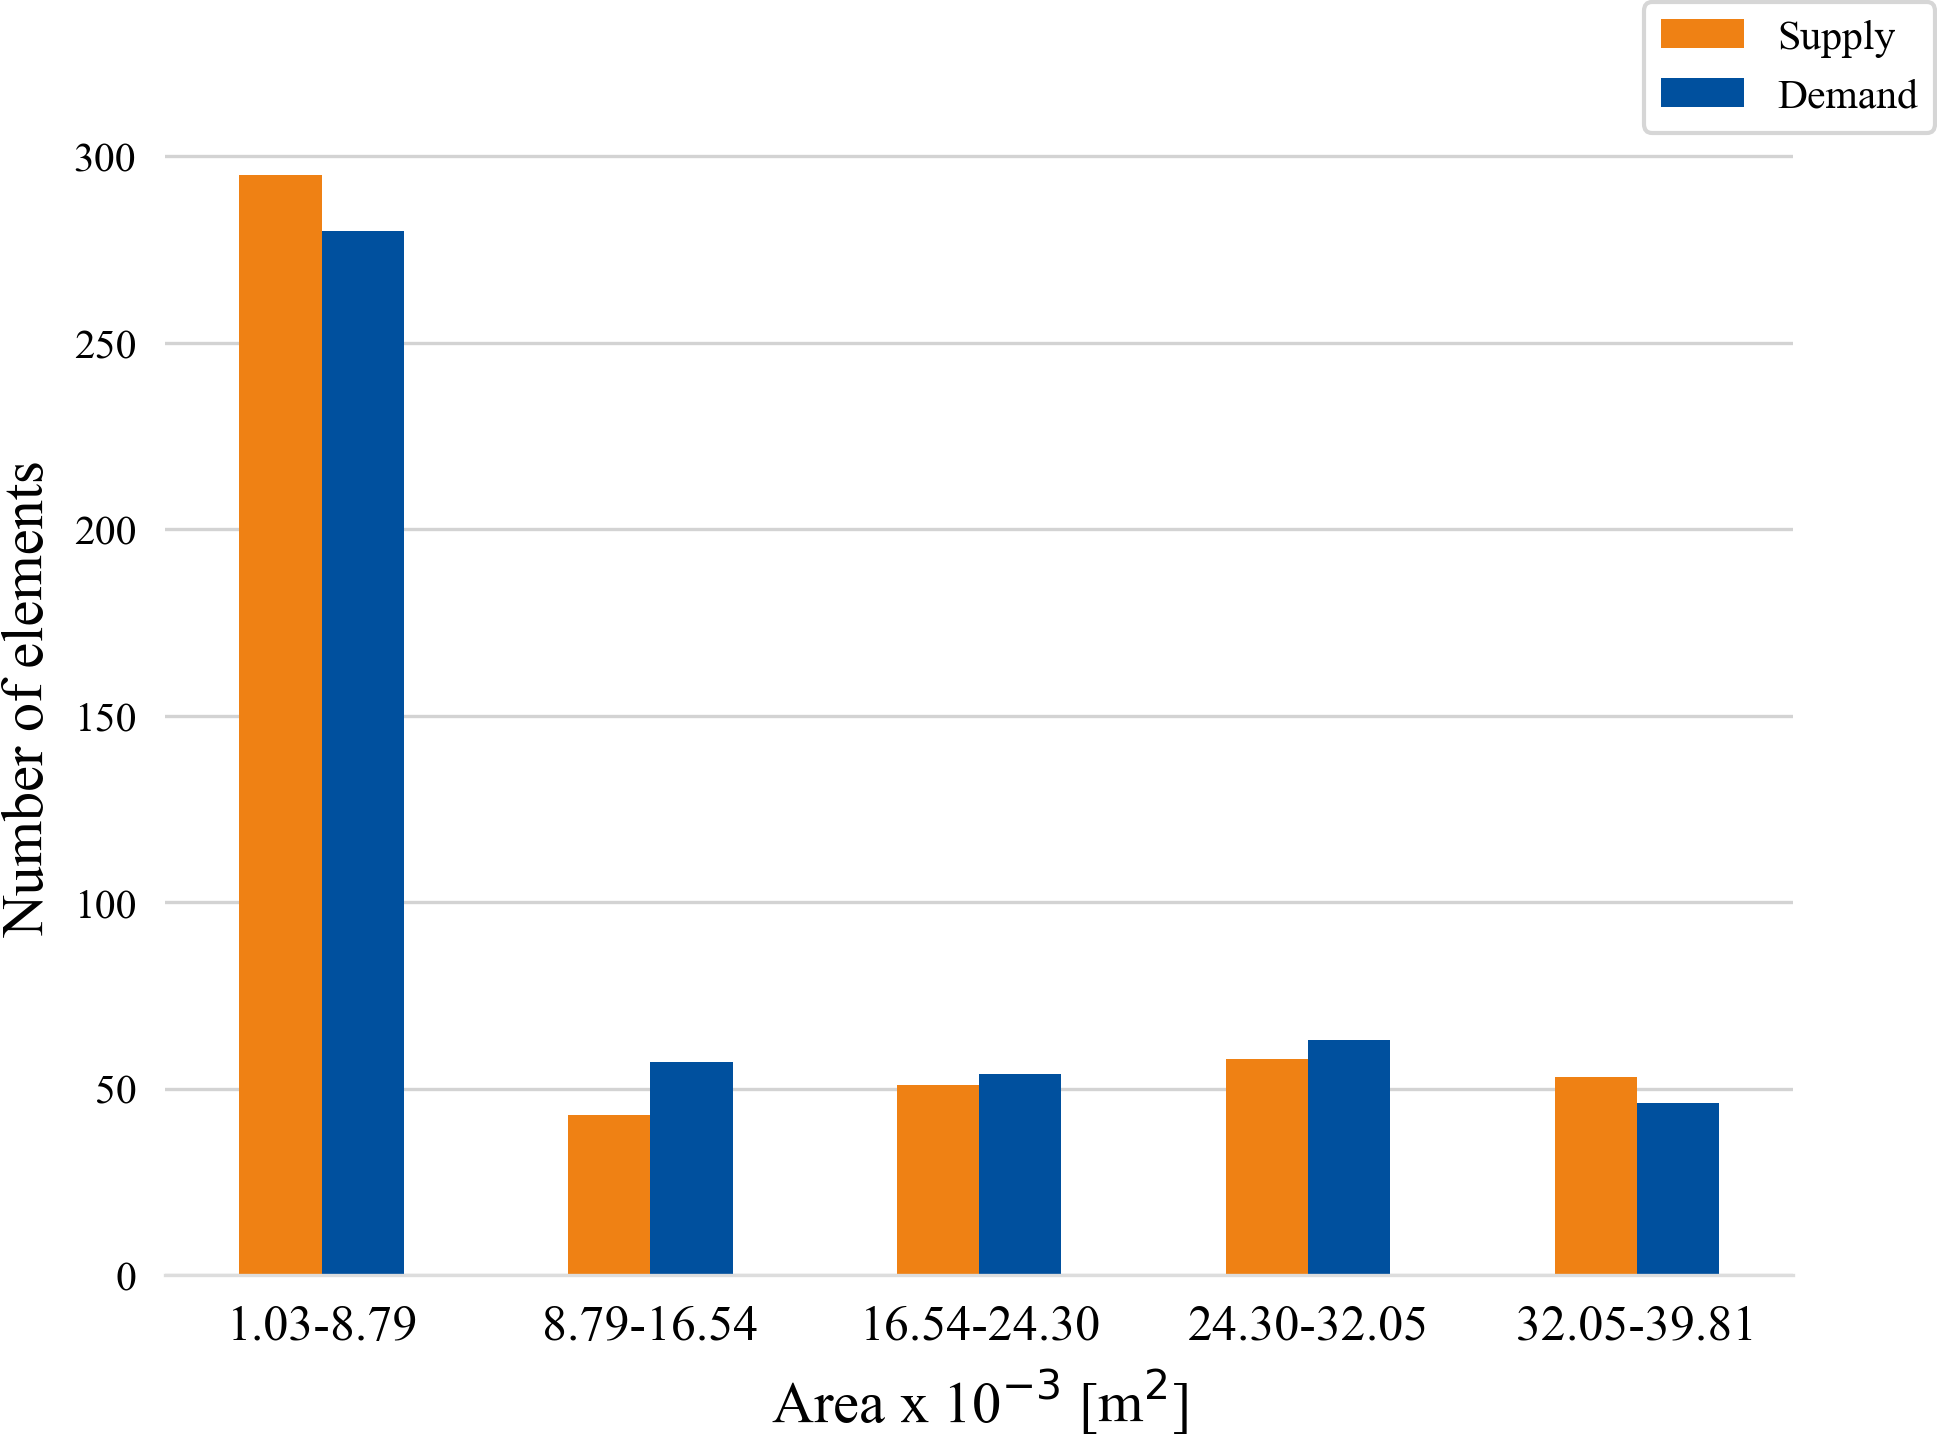 Supply
Demand
300
250
200
150
100
50
0
Number of elements
1.03-8.79 8.79-16.54 16.54-24.30 24.30-32.05 32.05-39.81
Area x 10⁻³ [m²]